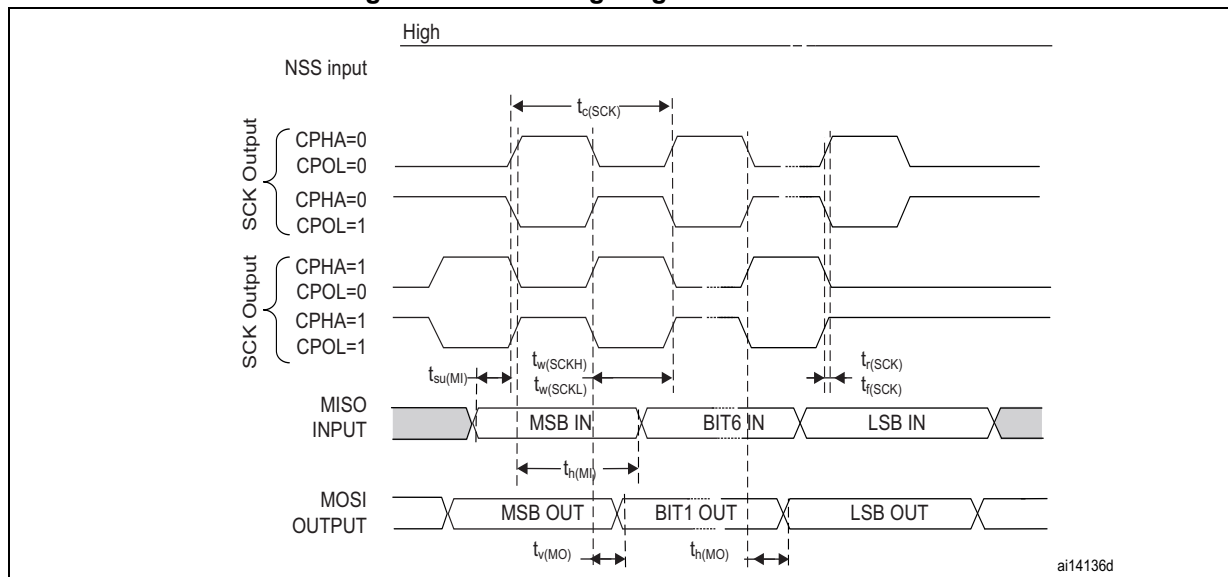 High
NSS input
tc(SCK)
SCK Output
CPHA=0
CPOL=0
CPHA=0
CPOL=1
SCK Output
CPHA=1
CPOL=0
CPHA=1
CPOL=1
tsu(MI)
tw(SCKH)
tw(SCKL)
tr(SCK)
tf(SCK)
MISO
INPUT
MSB IN
BIT6 IN
LSB IN
th(MI)
MOSI
OUTPUT
MSB OUT
BIT1 OUT
LSB OUT
tv(MO)
th(MO)
ai14136d